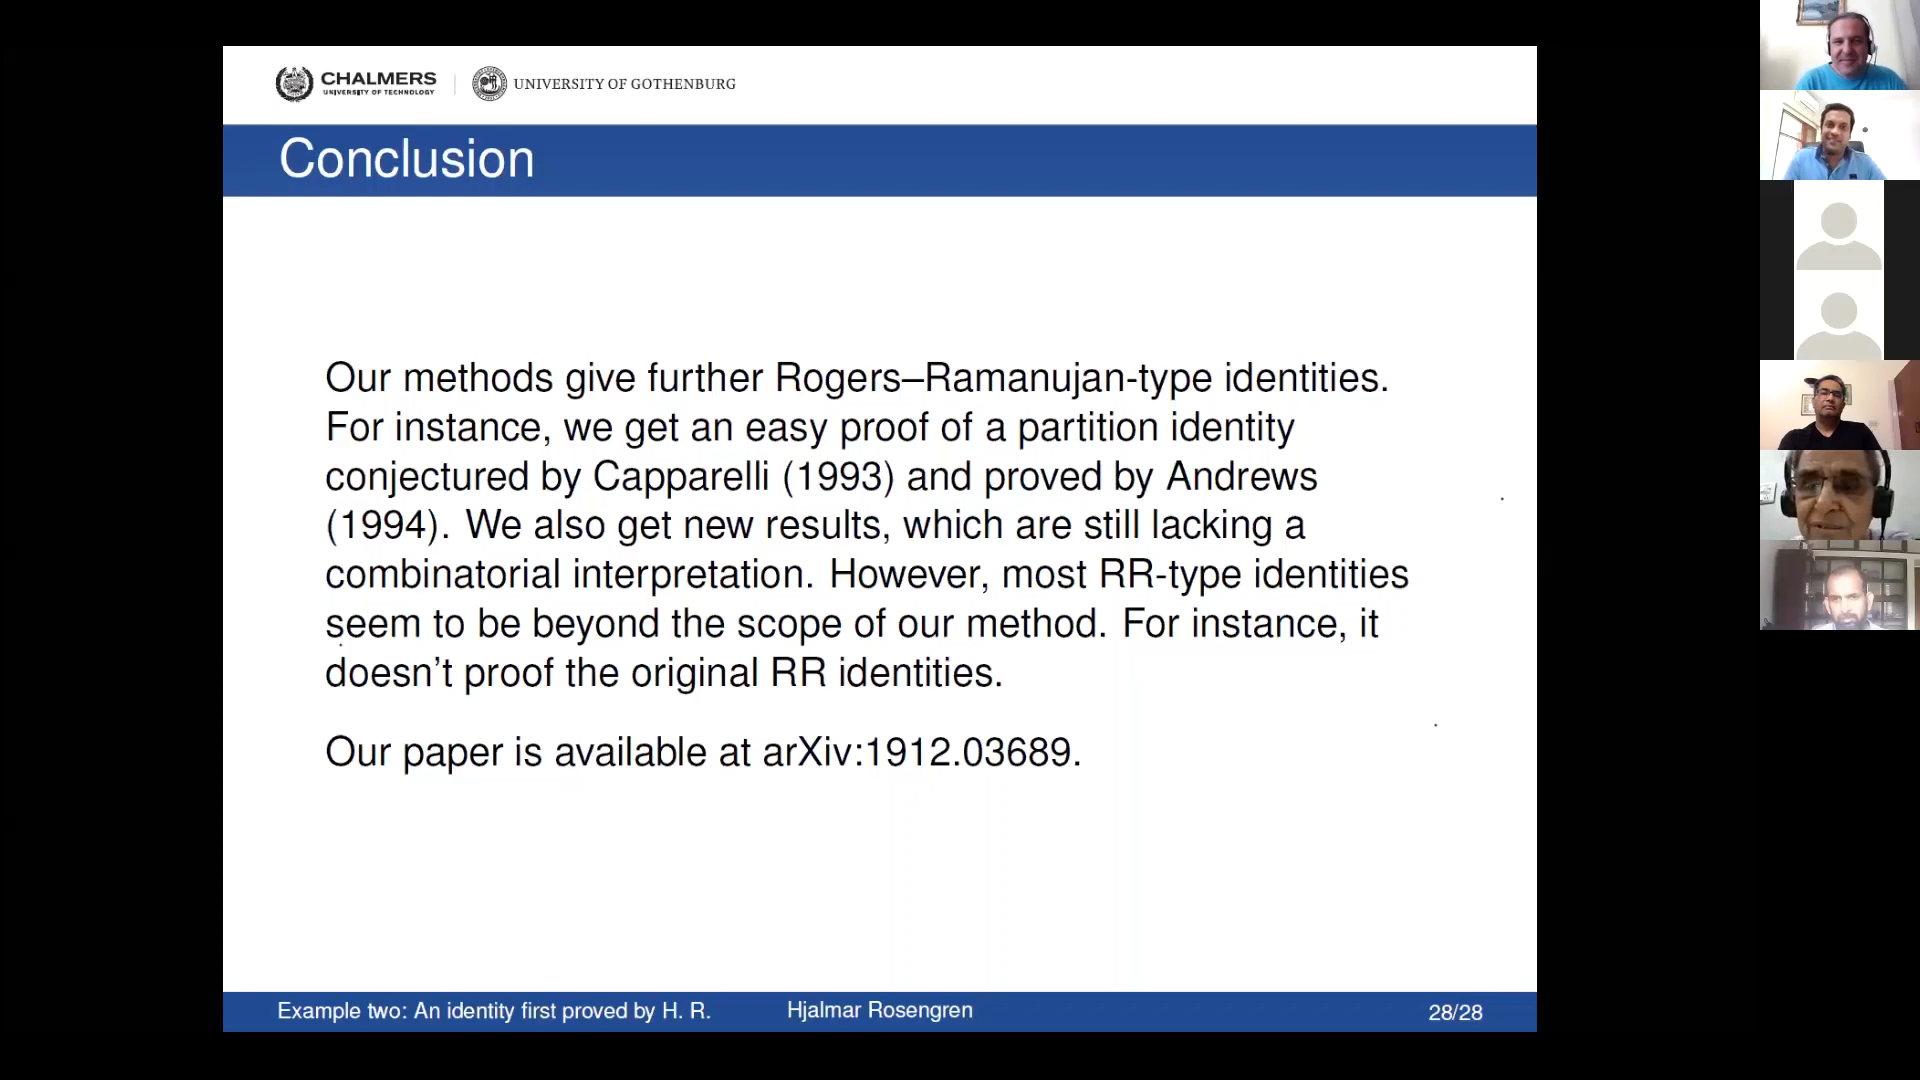 CHALMERS
UNIVERSITY OF TECHNOLOGY
UNIVERSITY OF GOTHENBURG
Conclusion
Our methods give further Rogers–Ramanujan-type identities.
For instance, we get an easy proof of a partition identity
conjectured by Capparelli (1993) and proved by Andrews
(1994). We also get new results, which are still lacking a
combinatorial interpretation. However, most RR-type identities
seem to be beyond the scope of our method. For instance, it
doesn't proof the original RR identities.
Our paper is available at arXiv:1912.03689.
Example two: An identity first proved by H. R. Hjalmar Rosengren 28/28